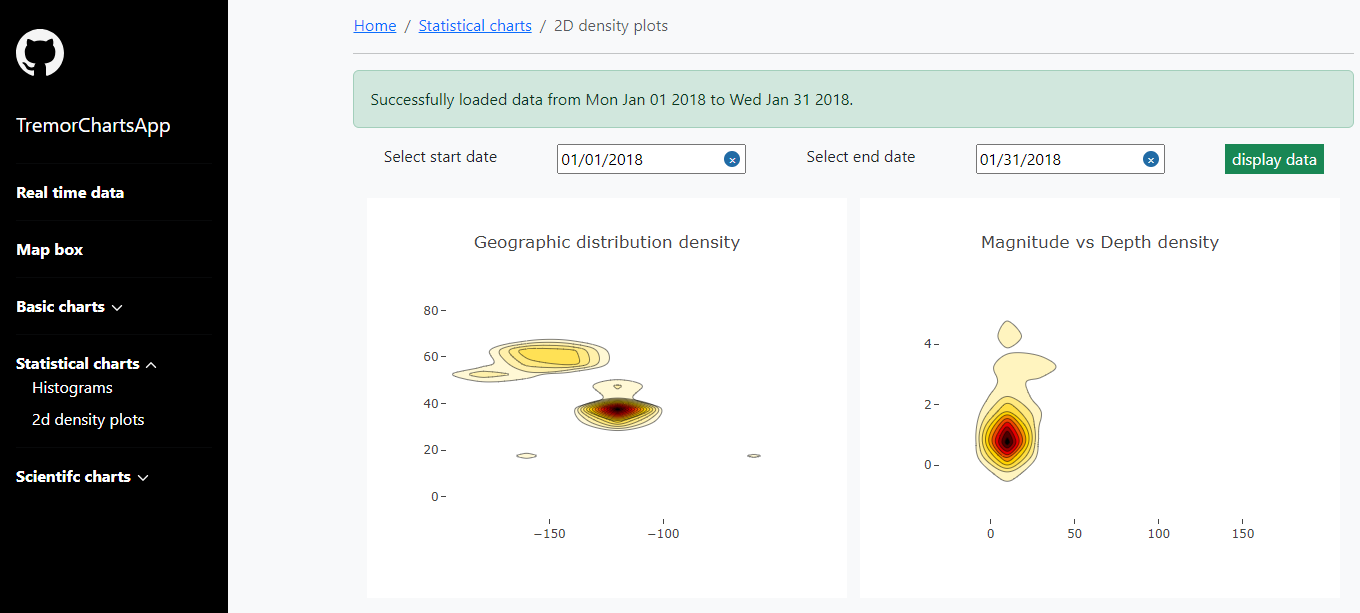 TremorChartsApp
Real time data
Map box
Basic charts
Statistical charts
Histograms
2d density plots
Scientifc charts
Home / Statistical charts / 2D density plots
Successfully loaded data from Mon Jan 01 2018 to Wed Jan 31 2018.
Select start date 01/01/2018 Select end date 01/31/2018 display data
Geographic distribution density
80
60
40
20
0
−150 −100
Magnitude vs Depth density
4
2
0
0 50 100 150